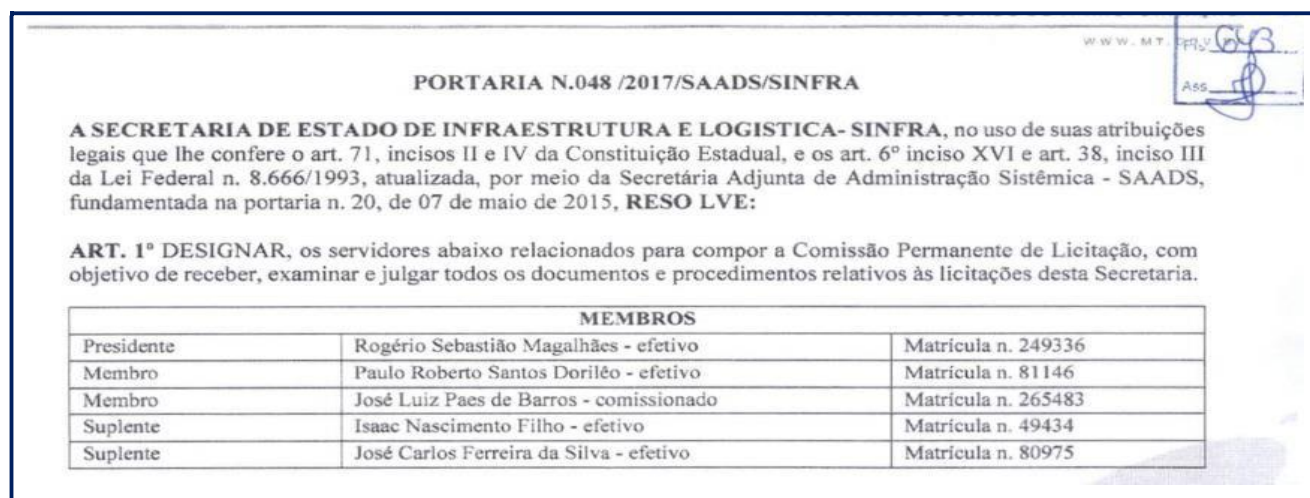 WWW.MT.
643
Ass
PORTARIA N.048 /2017/SAADS/SINFRA
A SECRETARIA DE ESTADO DE INFRAESTRUTURA E LOGISTICA- SINFRA, no uso de suas atribuições
legais que lhe confere o art. 71, incisos II e IV da Constituição Estadual, e os art. 6º inciso XVI e art. 38, inciso III
da Lei Federal n. 8.666/1993, atualizada, por meio da Secretária Adjunta de Administração Sistêmica - SAADS,
fundamentada na portaria n. 20, de 07 de maio de 2015, RESO LVE:
ART. 1º DESIGNAR, os servidores abaixo relacionados para compor a Comissão Permanente de Licitação, com
objetivo de receber, examinar e julgar todos os documentos e procedimentos relativos às licitações desta Secretaria.
MEMBROS
Presidente Rogério Sebastião Magalhães - efetivo Matrícula n. 249336
Membro Paulo Roberto Santos Dorilêo - efetivo Matrícula n. 81146
Membro José Luiz Paes de Barros - comissionado Matrícula n. 265483
Suplente Isaac Nascimento Filho - efetivo Matrícula n. 49434
Suplente José Carlos Ferreira da Silva - efetivo Matrícula n. 80975